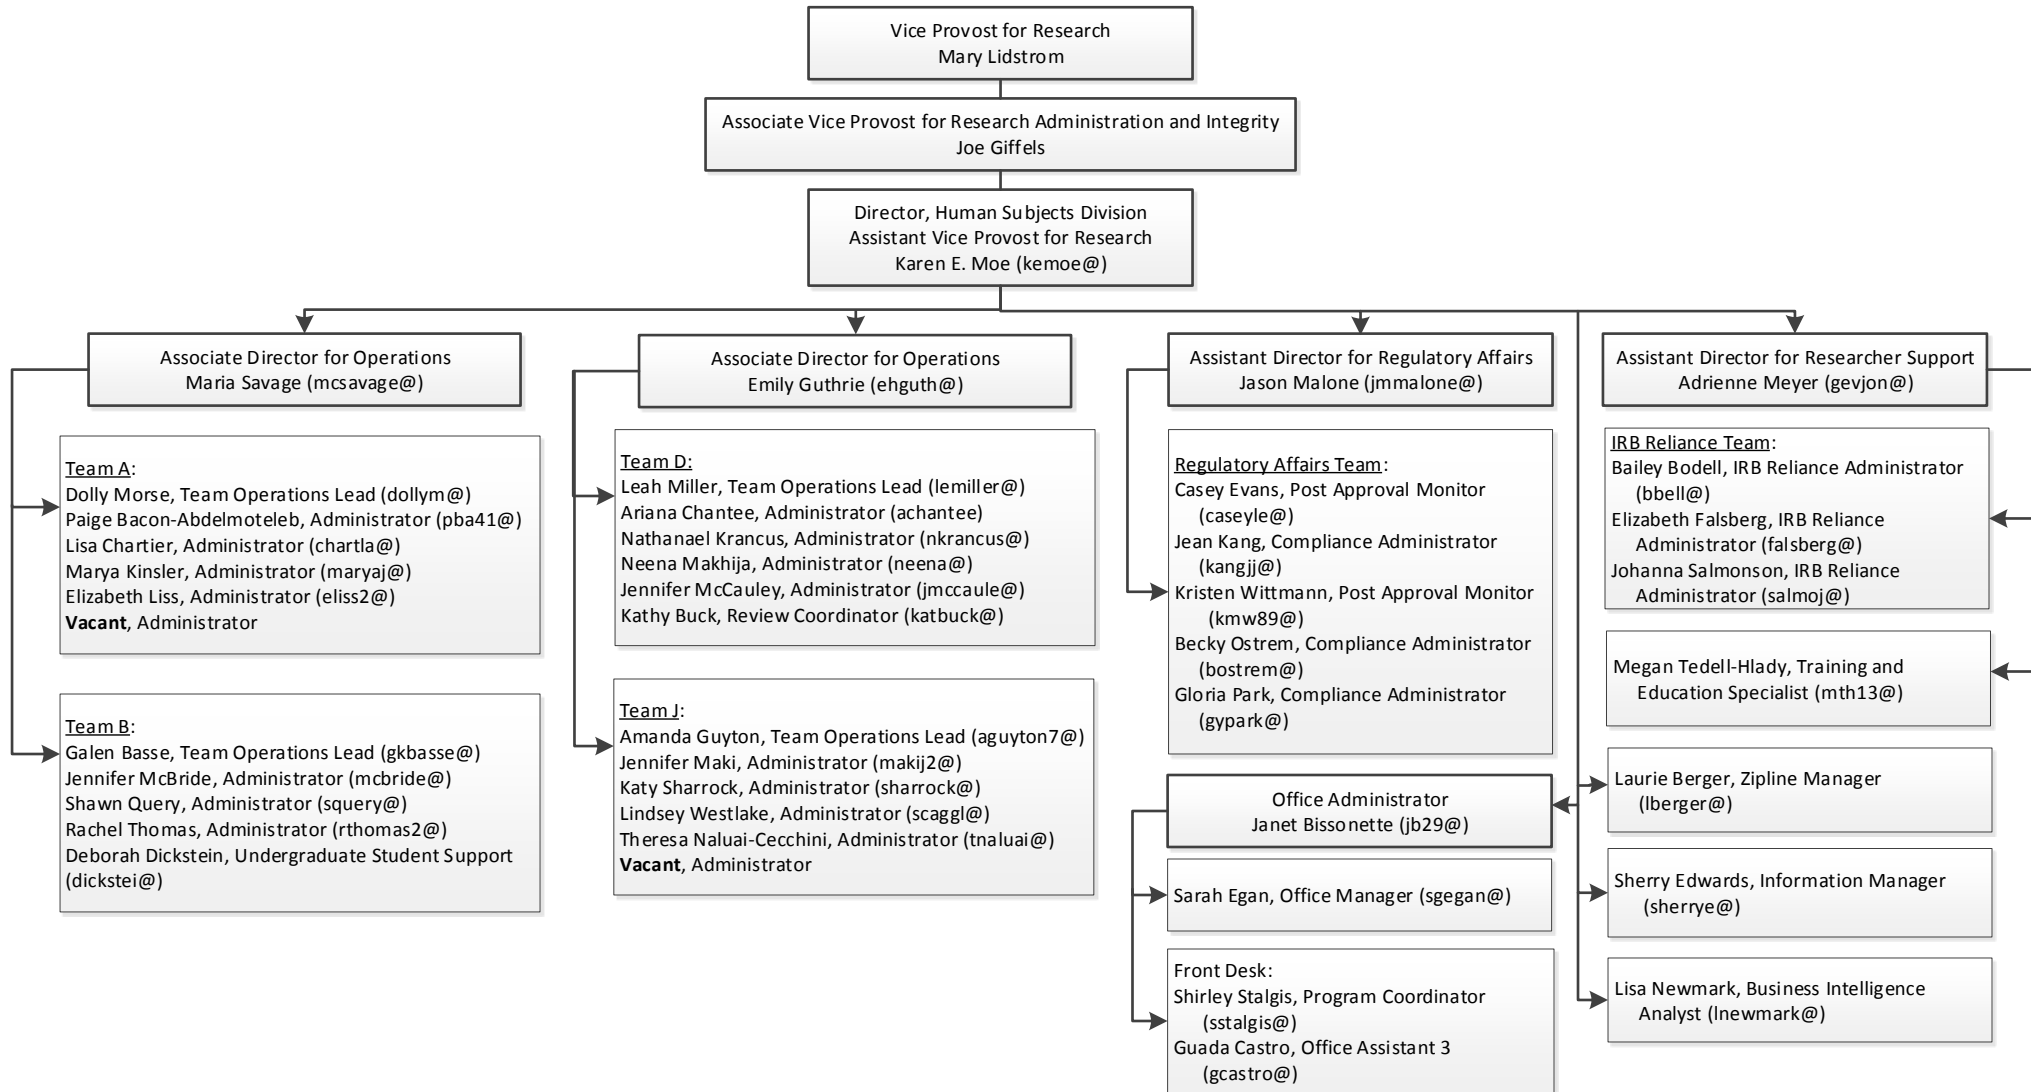 Vice Provost for Research
Mary Lidstrom
Associate Vice Provost for Research Administration and Integrity
Joe Giffels
Director, Human Subjects Division
Assistant Vice Provost for Research
Karen E. Moe (kemoe@)
Associate Director for Operations
Maria Savage (mcsavage@)
Team A:
Dolly Morse, Team Operations Lead (dollym@)
Paige Bacon-Abdelmoteleb, Administrator (pba41@)
Lisa Chartier, Administrator (chartla@)
Marya Kinsler, Administrator (maryaj@)
Elizabeth Liss, Administrator (eliss2@)
Vacant, Administrator
Team B:
Galen Basse, Team Operations Lead (gkbasse@)
Jennifer McBride, Administrator (mcbride@)
Shawn Query, Administrator (squery@)
Rachel Thomas, Administrator (rthomas2@)
Deborah Dickstein, Undergraduate Student Support
(dickstei@)
Associate Director for Operations
Emily Guthrie (ehguth@)
Team D:
Leah Miller, Team Operations Lead (lemiller@)
Ariana Chantee, Administrator (achantee)
Nathanael Krancus, Administrator (nkrancus@)
Neena Makhija, Administrator (neena@)
Jennifer McCauley, Administrator (jmccaule@)
Kathy Buck, Review Coordinator (katbuck@)
Team J:
Amanda Guyton, Team Operations Lead (aguyton7@)
Jennifer Maki, Administrator (makij2@)
Katy Sharrock, Administrator (sharrock@)
Lindsey Westlake, Administrator (scaggl@)
Theresa Naluai-Cecchini, Administrator (tnaluai@)
Vacant, Administrator
Assistant Director for Regulatory Affairs
Jason Malone (jmmalone@)
Regulatory Affairs Team:
Casey Evans, Post Approval Monitor
(caseyle@)
Jean Kang, Compliance Administrator
(kangjj@)
Kristen Wittmann, Post Approval Monitor
(kmw89@)
Becky Ostrem, Compliance Administrator
(bostrem@)
Gloria Park, Compliance Administrator
(gypark@)
Office Administrator
Janet Bissonette (jb29@)
Sarah Egan, Office Manager (sgegan@)
Front Desk:
Shirley Stalgis, Program Coordinator
(sstalgis@)
Guada Castro, Office Assistant 3
(gcastro@)
Assistant Director for Researcher Support
Adrienne Meyer (gevjon@)
IRB Reliance Team:
Bailey Bodell, IRB Reliance Administrator
(bbell@)
Elizabeth Falsberg, IRB Reliance
Administrator (falsberg@)
Johanna Salmonson, IRB Reliance
Administrator (salmoj@)
Megan Tedell-Hlady, Training and
Education Specialist (mth13@)
Laurie Berger, Zipline Manager
(lberger@)
Sherry Edwards, Information Manager
(sherrye@)
Lisa Newmark, Business Intelligence
Analyst (lnewmark@)